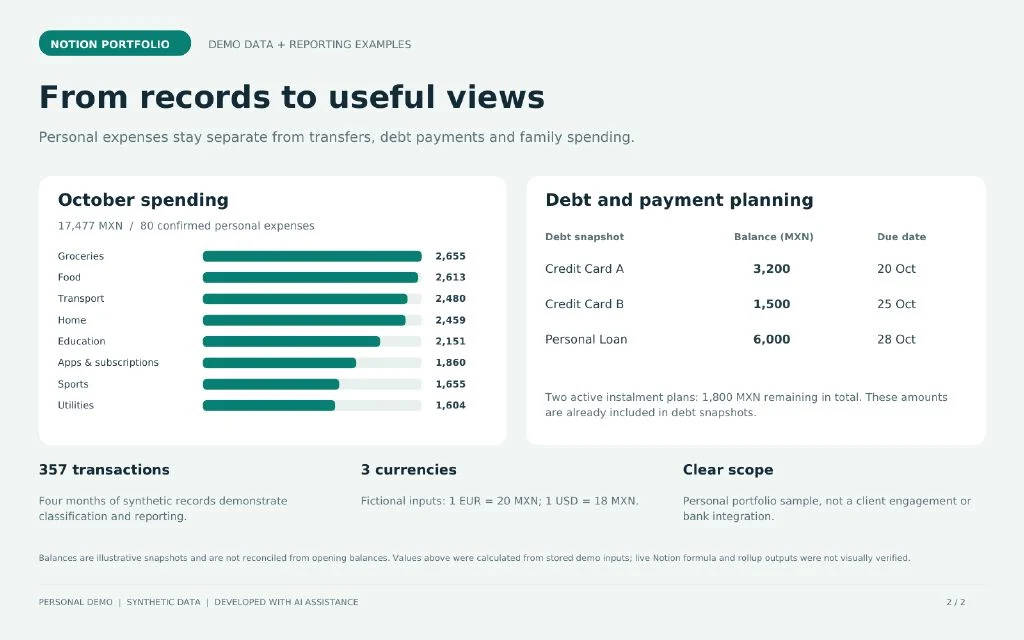 NOTION PORTFOLIO
DEMO DATA + REPORTING EXAMPLES
From records to useful views
Personal expenses stay separate from transfers, debt payments and family spending.
October spending
17,477 MXN / 80 confirmed personal expenses
Groceries 2,655
Food 2,613
Transport 2,480
Home 2,459
Education 2,151
Apps & subscriptions 1,860
Sports 1,655
Utilities 1,604
Debt and payment planning
Debt snapshot Balance (MXN) Due date
Credit Card A 3,200 20 Oct
Credit Card B 1,500 25 Oct
Personal Loan 6,000 28 Oct
Two active instalment plans: 1,800 MXN remaining in total. These amounts
are already included in debt snapshots.
357 transactions
Four months of synthetic records demonstrate
classification and reporting.
3 currencies
Fictional inputs: 1 EUR = 20 MXN; 1 USD = 18 MXN.
Clear scope
Personal portfolio sample, not a client engagement or
bank integration.
Balances are illustrative snapshots and are not reconciled from opening balances. Values above were calculated from stored demo inputs; live Notion formula and rollup outputs were not visually verified.
PERSONAL DEMO | SYNTHETIC DATA | DEVELOPED WITH AI ASSISTANCE
2 / 2